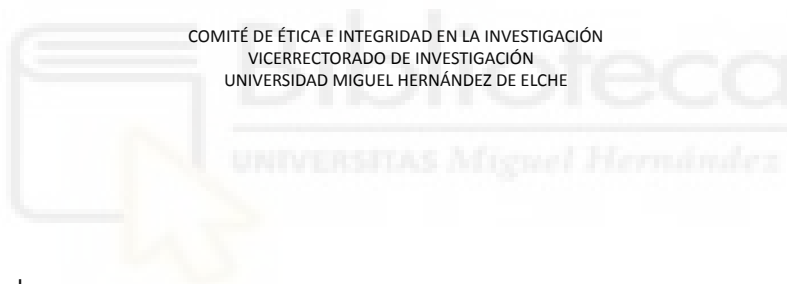 COMITÉ DE ÉTICA E INTEGRIDAD EN LA INVESTIGACIÓN
VICERRECTORADO DE INVESTIGACIÓN
UNIVERSIDAD MIGUEL HERNÁNDEZ DE ELCHE
Biblioteca
UNIVERSITAS Miguel Hernández